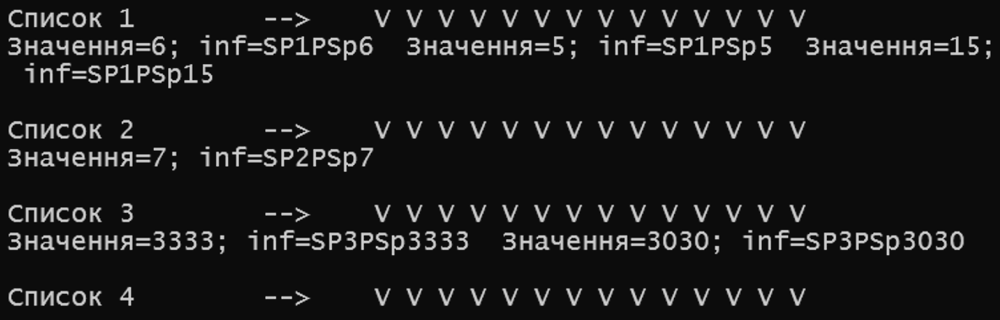 Список 1        -->    V V V V V V V V V V V V V V
Значення=6; inf=SP1PSp6  Значення=5; inf=SP1PSp5  Значення=15;
 inf=SP1PSp15
Список 2        -->    V V V V V V V V V V V V V V
Значення=7; inf=SP2PSp7
Список 3        -->    V V V V V V V V V V V V V V
Значення=3333; inf=SP3PSp3333  Значення=3030; inf=SP3PSp3030
Список 4        -->    V V V V V V V V V V V V V V